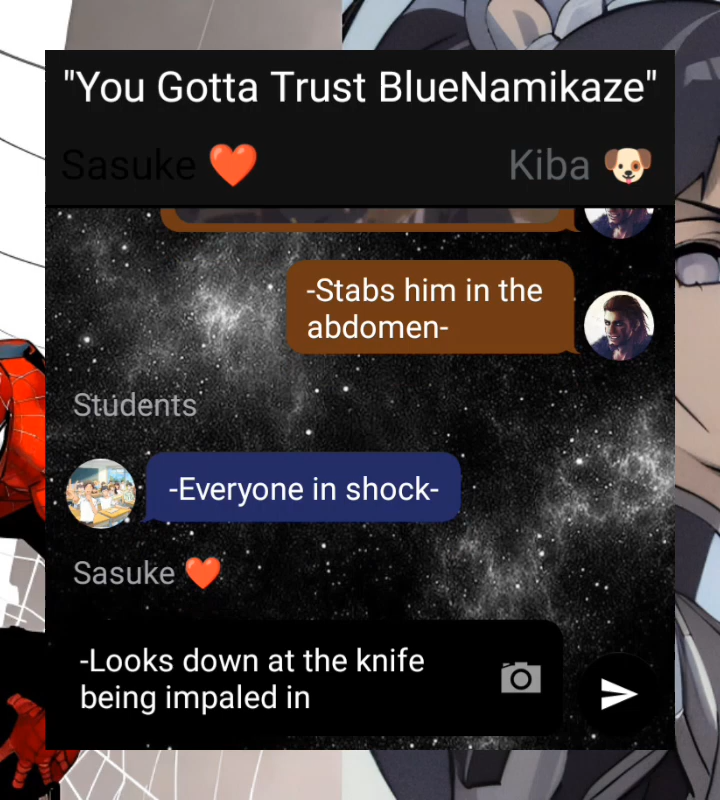 "You Gotta Trust BlueNamikaze"
Sasuke ❤️
Kiba 🐶
-Stabs him in the
abdomen-
Students
-Everyone in shock-
Sasuke ❤️
-Looks down at the knife
being impaled in